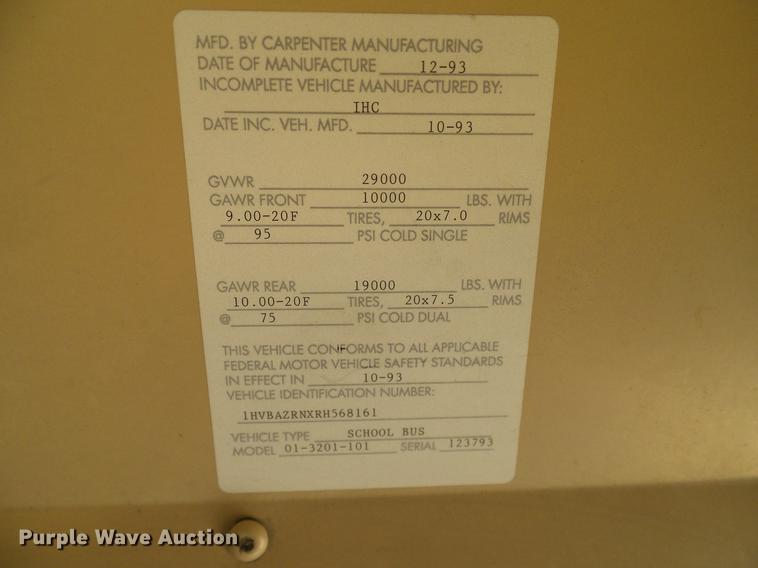 MFD. BY CARPENTER MANUFACTURING
DATE OF MANUFACTURE 12-93
INCOMPLETE VEHICLE MANUFACTURED BY:
IHC
DATE INC. VEH. MFD. 10-93
GVWR 29000
GAWR FRONT 10000 LBS. WITH
9.00-20F TIRES, 20x7.0 RIMS
@ 95 PSI COLD SINGLE
GAWR REAR 19000 LBS. WITH
10.00-20F TIRES, 20x7.5 RIMS
@ 75 PSI COLD DUAL
THIS VEHICLE CONFORMS TO ALL APPLICABLE
FEDERAL MOTOR VEHICLE SAFETY STANDARDS
IN EFFECT IN 10-93
VEHICLE IDENTIFICATION NUMBER:
1HVBAZRNXRH568161
VEHICLE TYPE SCHOOL BUS
MODEL 01-3201-101 SERIAL 123793
Purple Wave Auction